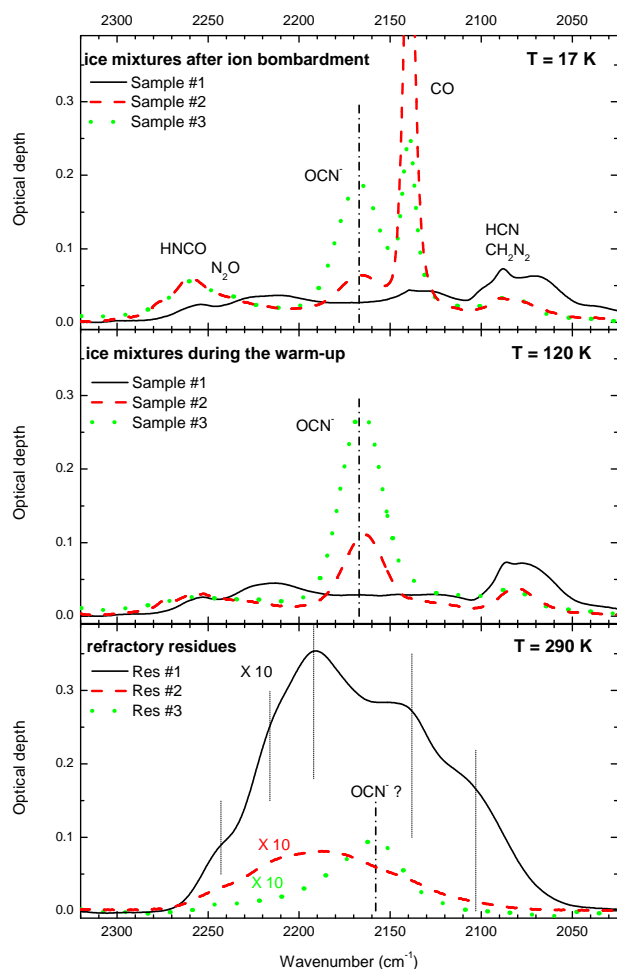 2300 2250 2200 2150 2100 2050
ice mixtures after ion bombardment T = 17 K
Sample #1
Sample #2
Sample #3
CO
OCN⁻
HNCO
N₂O
HCN
CH₂N₂
0.3
0.2
0.1
0.0
Optical depth
ice mixtures during the warm-up T = 120 K
Sample #1
Sample #2
Sample #3
OCN⁻
0.3
0.2
0.1
0.0
Optical depth
refractory residues T = 290 K
Res #1
Res #2
Res #3
X 10
OCN⁻ ?
X 10
X 10
0.3
0.2
0.1
0.0
Optical depth
2300 2250 2200 2150 2100 2050
Wavenumber (cm⁻¹)